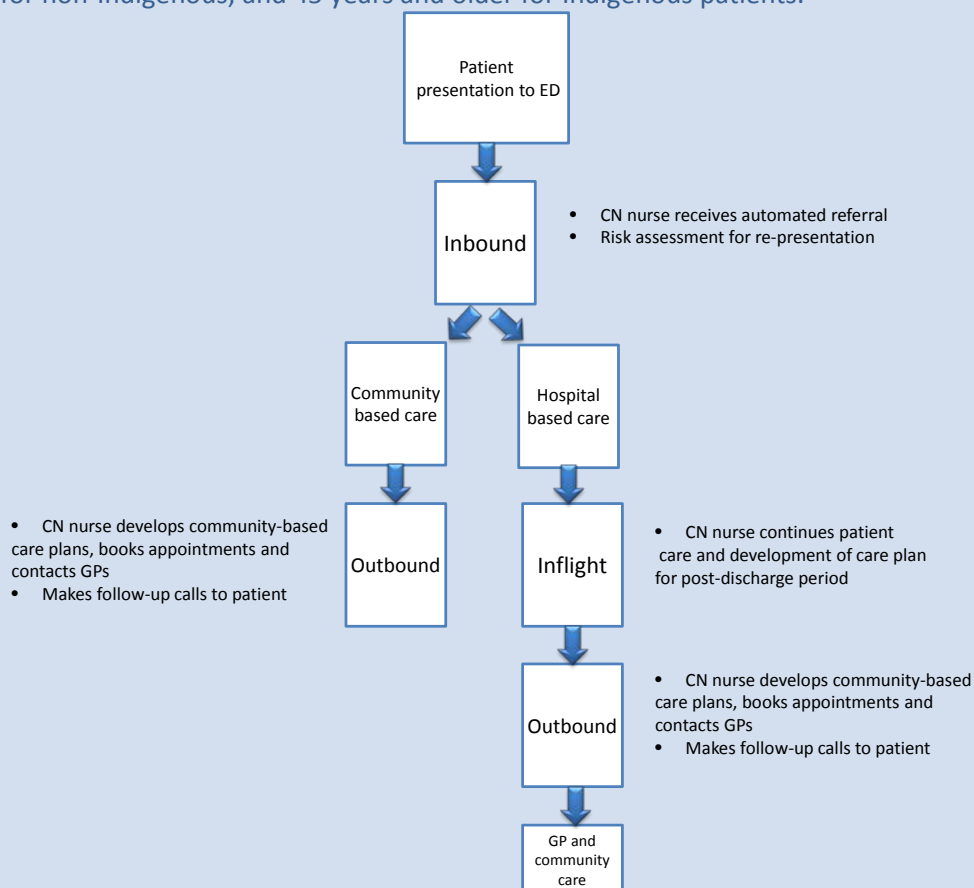 for non-Indigenous, and 45 years and older for Indigenous patients.
Patient
presentation to ED
Inbound
• CN nurse receives automated referral
• Risk assessment for re-presentation
Community
based care
Hospital
based care
• CN nurse develops community-based
care plans, books appointments and
contacts GPs
• Makes follow-up calls to patient
Outbound
Inflight
• CN nurse continues patient
care and development of care plan
for post-discharge period
Outbound
• CN nurse develops community-based
care plans, books appointments and
contacts GPs
• Makes follow-up calls to patient
GP and
community
care